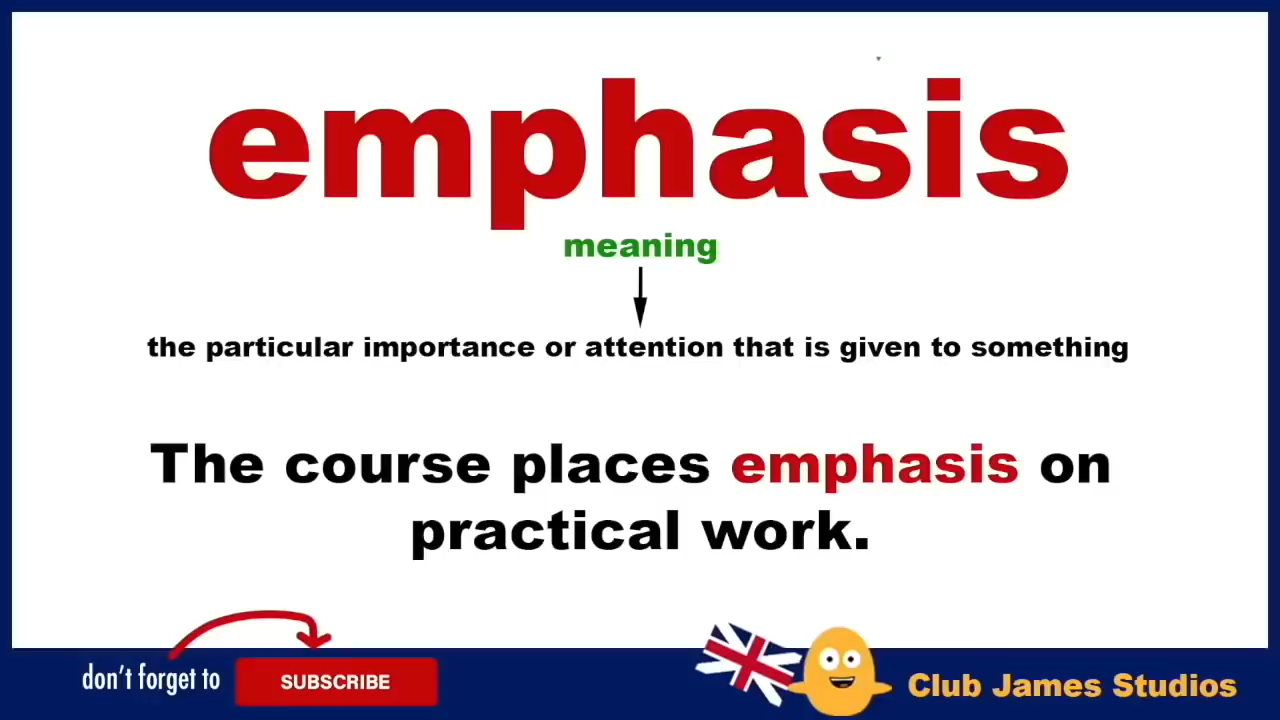 emphasis
meaning
the particular importance or attention that is given to something
The course places emphasis on
practical work.
don't forget to
SUBSCRIBE
Club James Studios